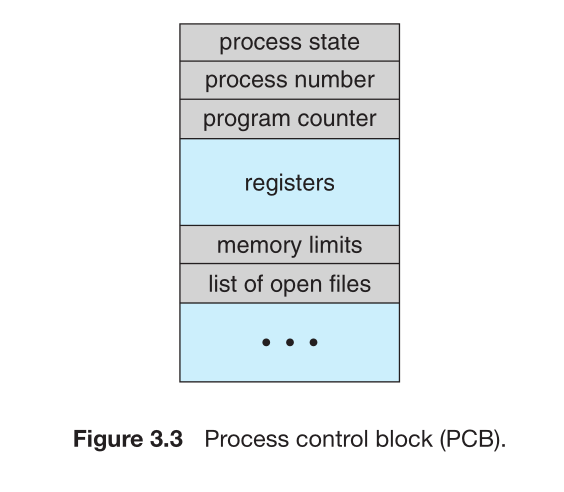 process state
process number
program counter
registers
memory limits
list of open files
• • •
Figure 3.3 Process control block (PCB).